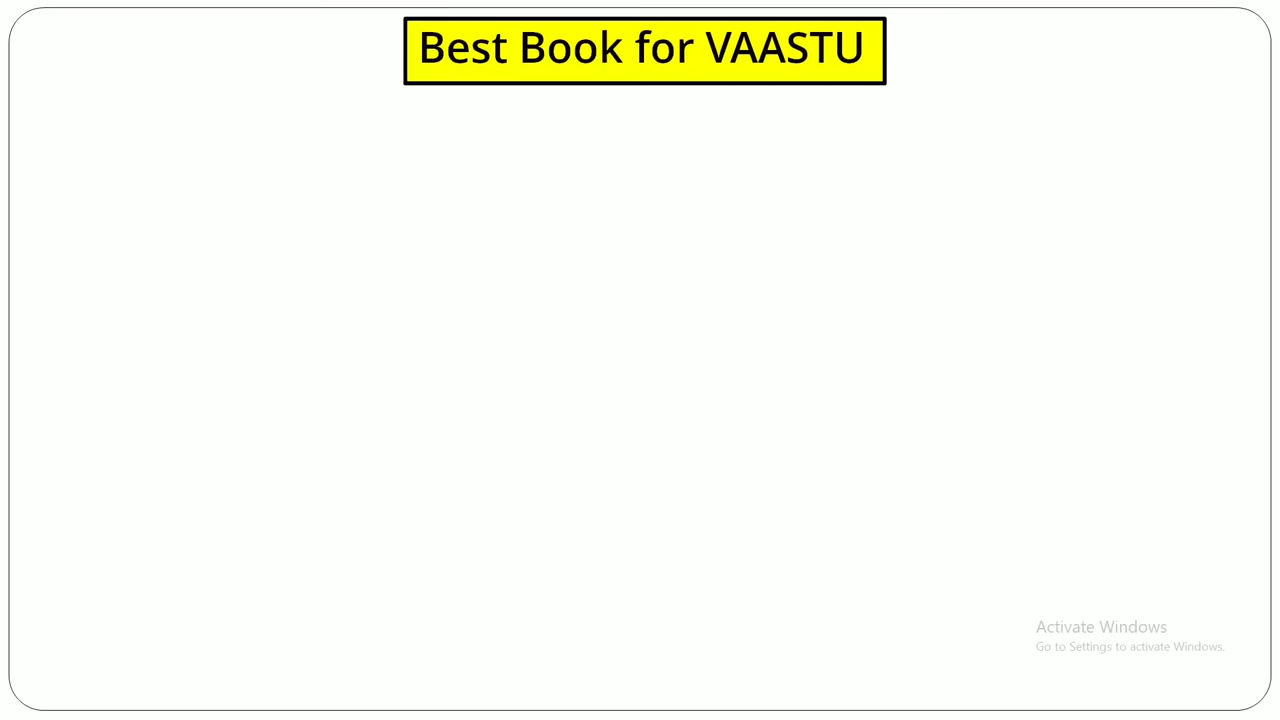 Best Book for VAASTU
Activate Windows
Go to Settings to activate Windows.